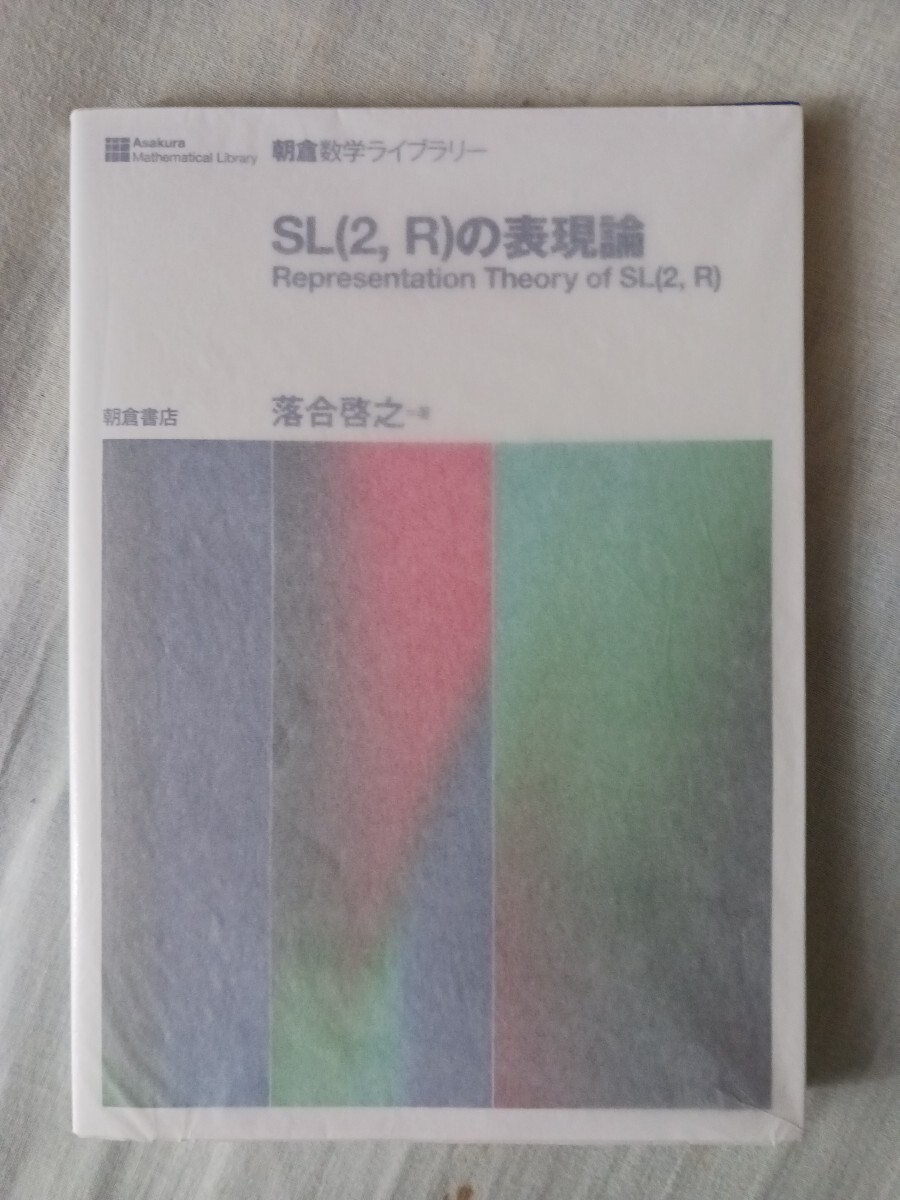 Asakura
Mathematical Library 朝倉数学ライブラリー
SL(2, R)の表現論
Representation Theory of SL(2, R)
朝倉書店 落合啓之=著